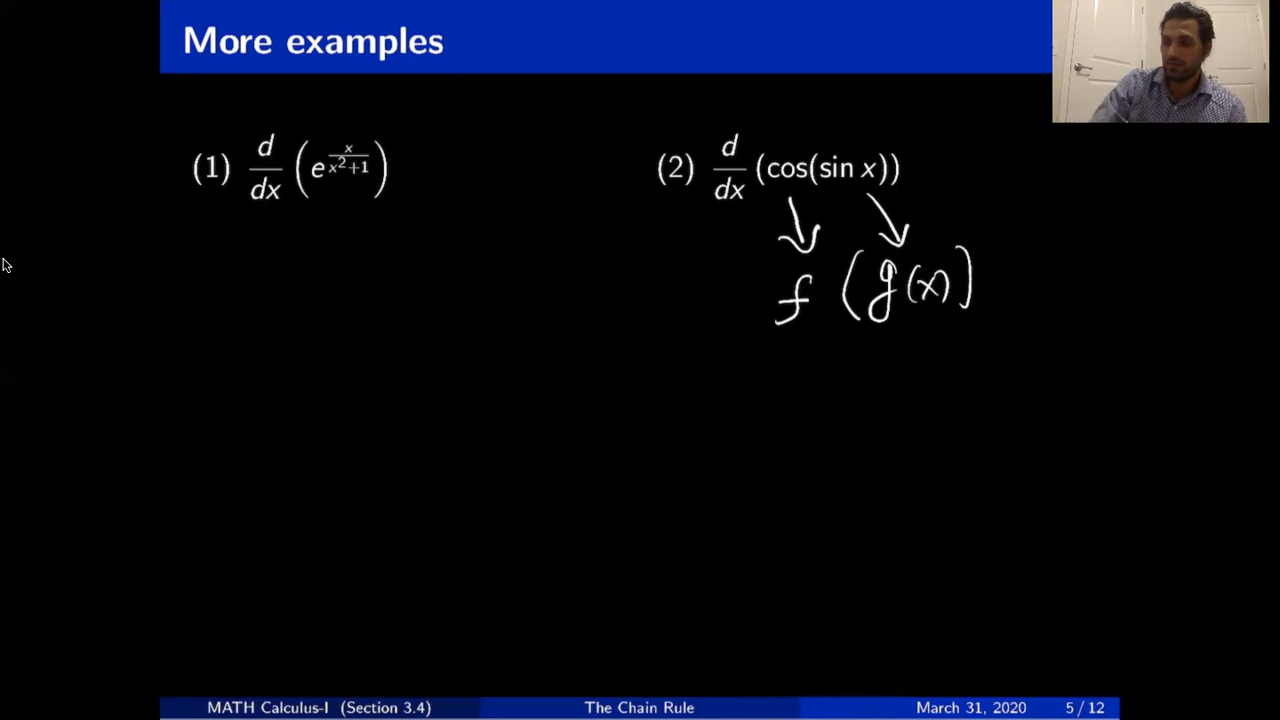 More examples
(1) d/dx (e^{x/(x^2+1)})
(2) d/dx (cos(sin x))
f (g(x))
MATH Calculus-I (Section 3.4) The Chain Rule March 31, 2020 5 / 12